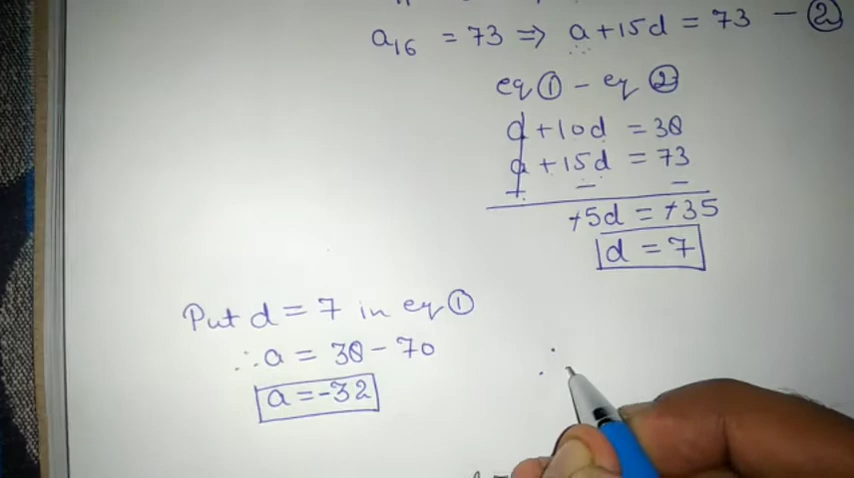 a16 = 73 ⇒ a + 15d = 73 — ②
eq ① - eq ②
a + 10d = 38
a + 15d = 73
- - -
+5d = +35
d = 7
Put d = 7 in eq ①
∴ a = 38 - 70
a = -32
∴